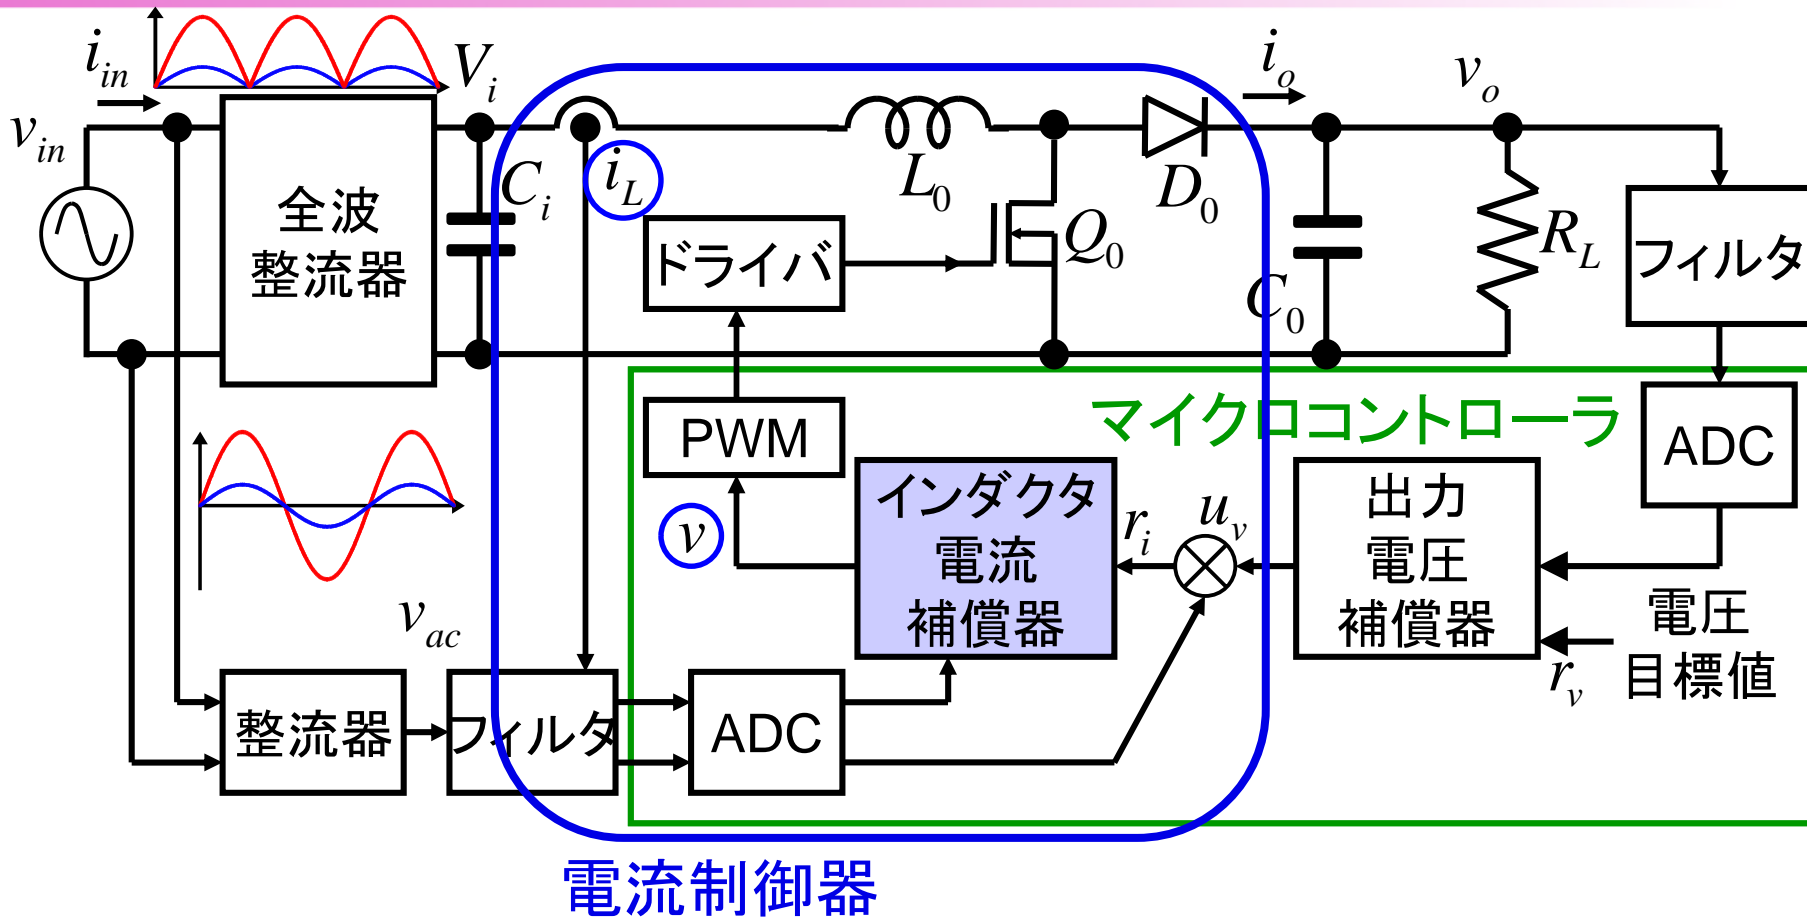 i_in
V_i
i_o
v_o
v_in
全波
整流器
C_i
i_L
L_0
D_0
ドライバ
Q_0
C_0
R_L
フィルタ
マイクロコントローラ
PWM
ADC
インダクタ
電流
補償器
v
r_i
u_v
出力
電圧
補償器
電圧
目標値
r_v
v_ac
整流器
フィルタ
ADC
電流制御器